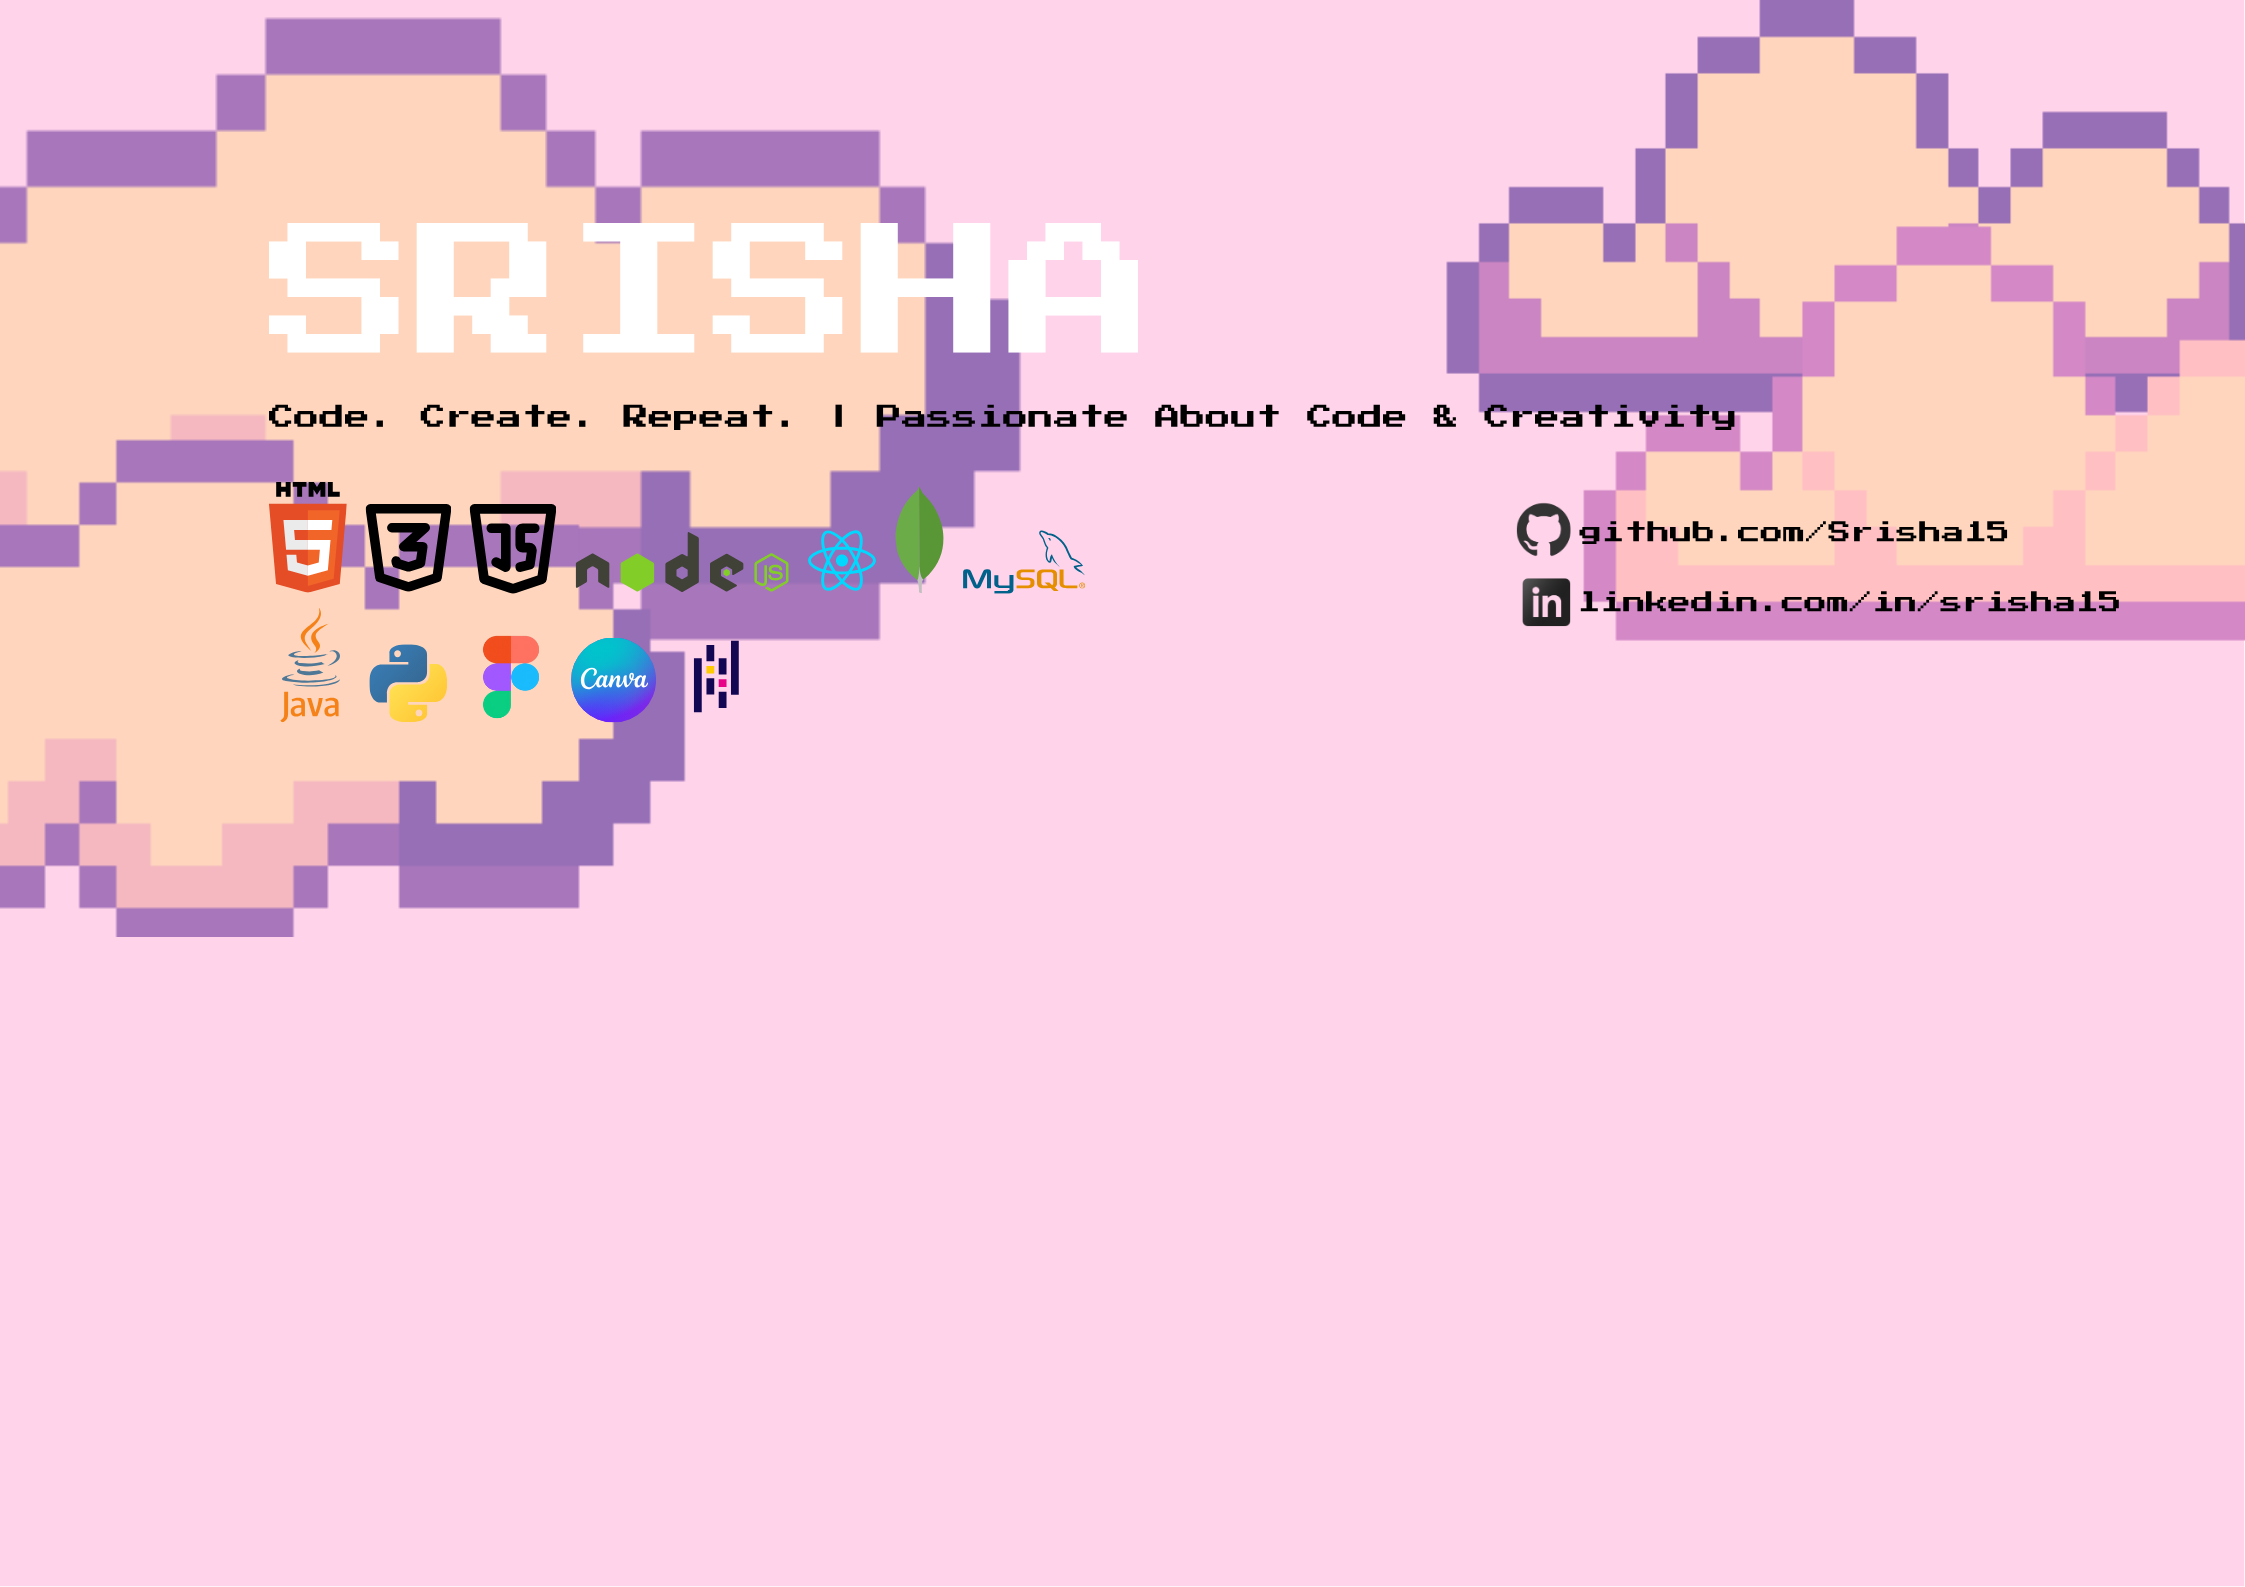 SRISHA
Code. Create. Repeat. | Passionate About Code & Creativity
HTML
5
3
JS
node
JS
MySQL®
github.com/Srisha15
in
linkedin.com/in/srisha15
Java
Canva